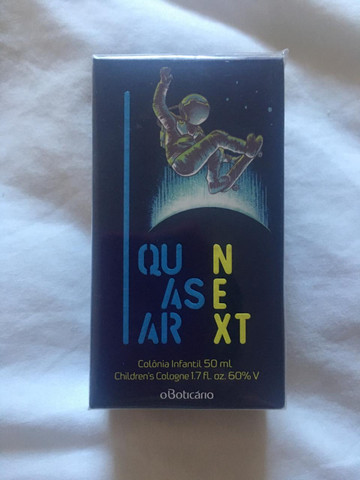 QU N
AS E
AR XT
Colônia Infantil 50 ml
Children's Cologne 1.7 fl. oz. 60% V
oBoticário